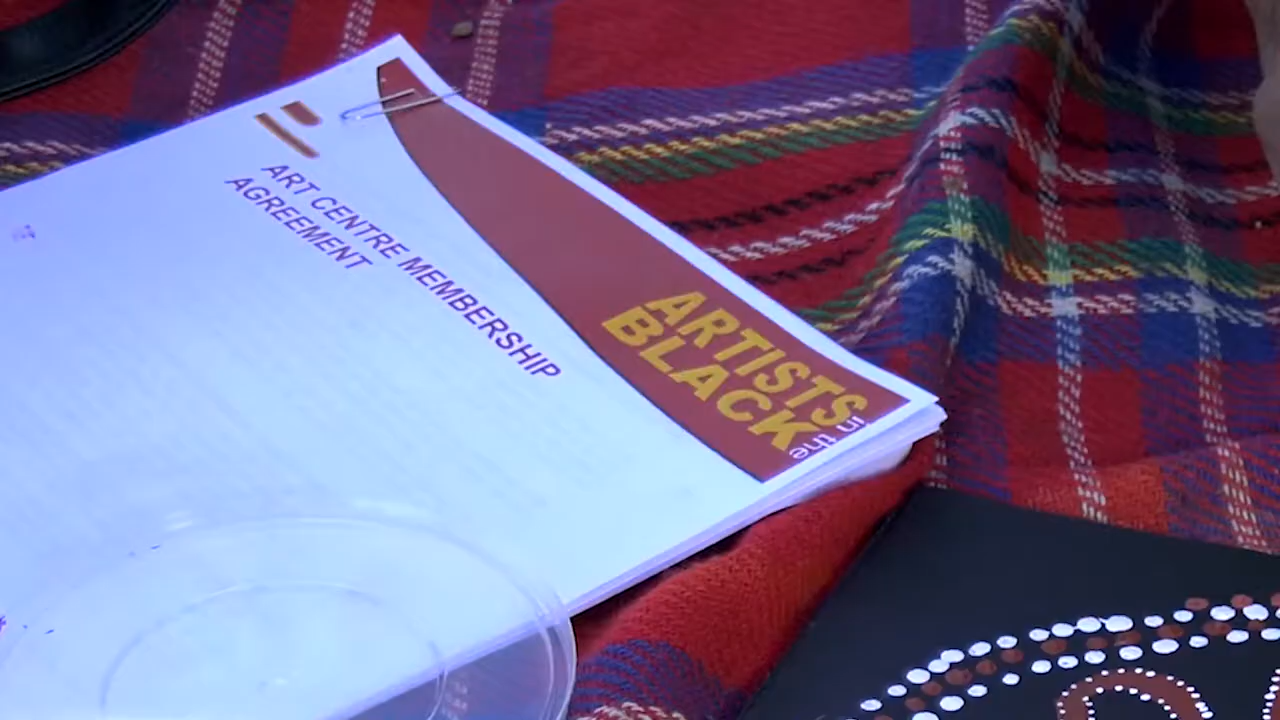 ART CENTRE MEMBERSHIP
AGREEMENT
ARTISTS
in the
BLACK